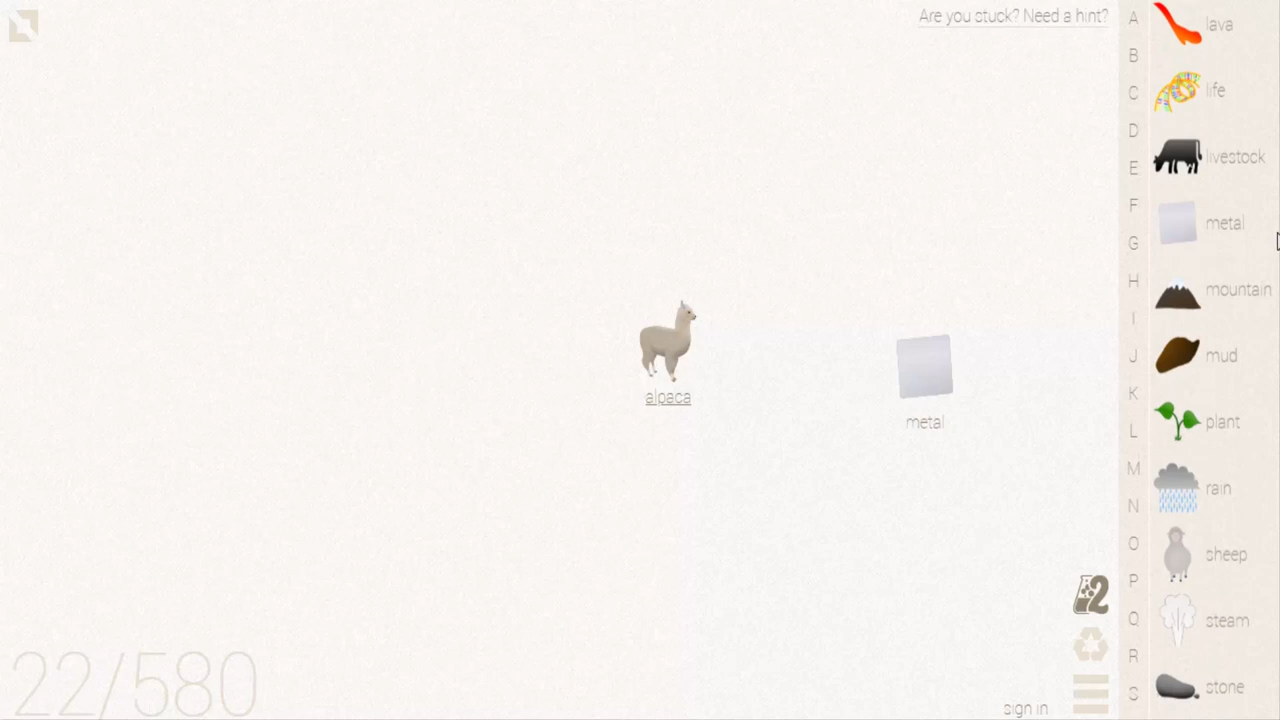 Are you stuck? Need a hint?
A
B
C
D
E
F
G
H
I
J
K
L
M
N
O
P
Q
R
S
lava
life
livestock
metal
mountain
mud
plant
rain
sheep
steam
stone
alpaca
metal
2
22/580
sign in